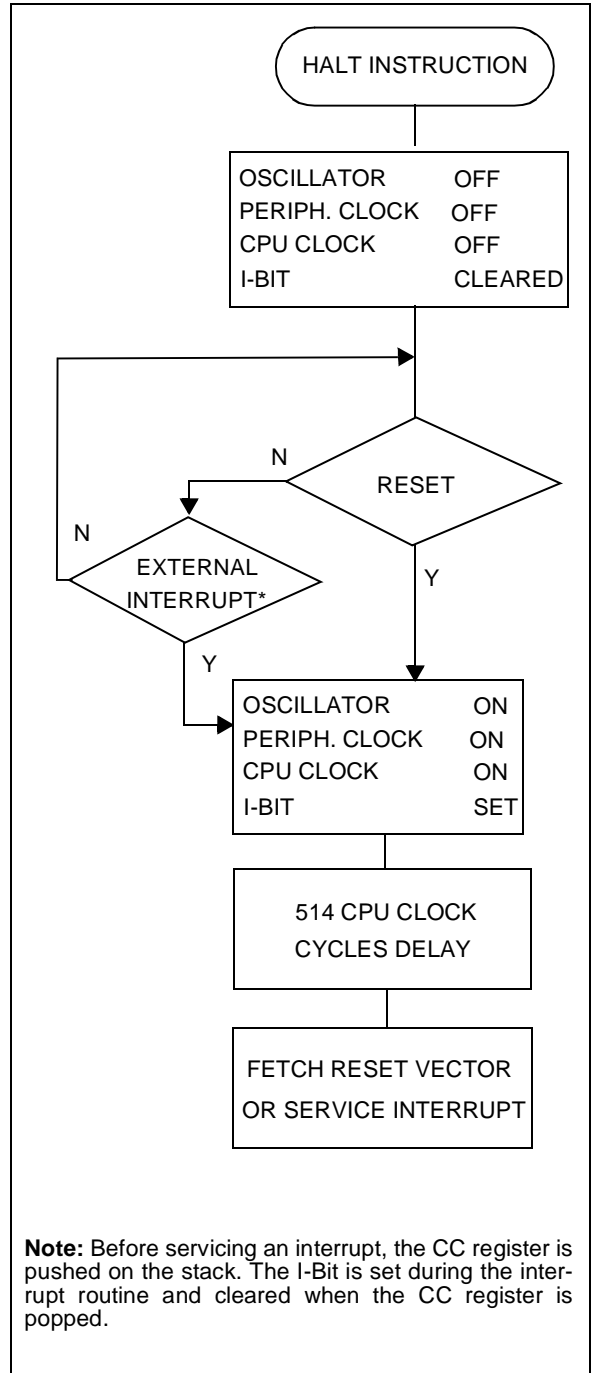 HALT INSTRUCTION
OSCILLATOR OFF
PERIPH. CLOCK OFF
CPU CLOCK OFF
I-BIT CLEARED
N
RESET
N
EXTERNAL
INTERRUPT*
Y
Y
OSCILLATOR ON
PERIPH. CLOCK ON
CPU CLOCK ON
I-BIT SET
514 CPU CLOCK
CYCLES DELAY
FETCH RESET VECTOR
OR SERVICE INTERRUPT
Note: Before servicing an interrupt, the CC register is
pushed on the stack. The I-Bit is set during the inter-
rupt routine and cleared when the CC register is
popped.